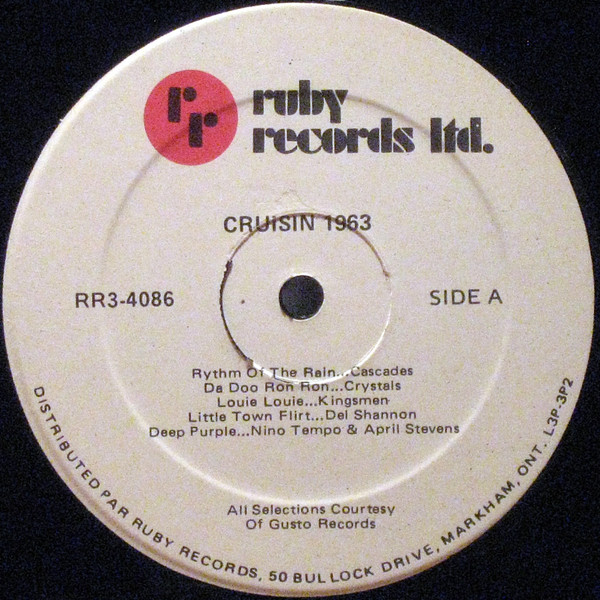 rr
ruby
records ltd.
CRUiSIN 1963
RR3-4086
SIDE A
Rythm Of The Rain...Cascades
Da Doo Ron Ron...Crystals
Louie Louie...Kingsmen
Little Town Flirt...Del Shannon
Deep Purple...Nino Tempo & April Stevens
All Selections Courtesy
Of Gusto Records
DISTRIBUTED PAR RUBY RECORDS, 50 BULLOCK DRIVE, MARKHAM, ONT. L3P-3P2